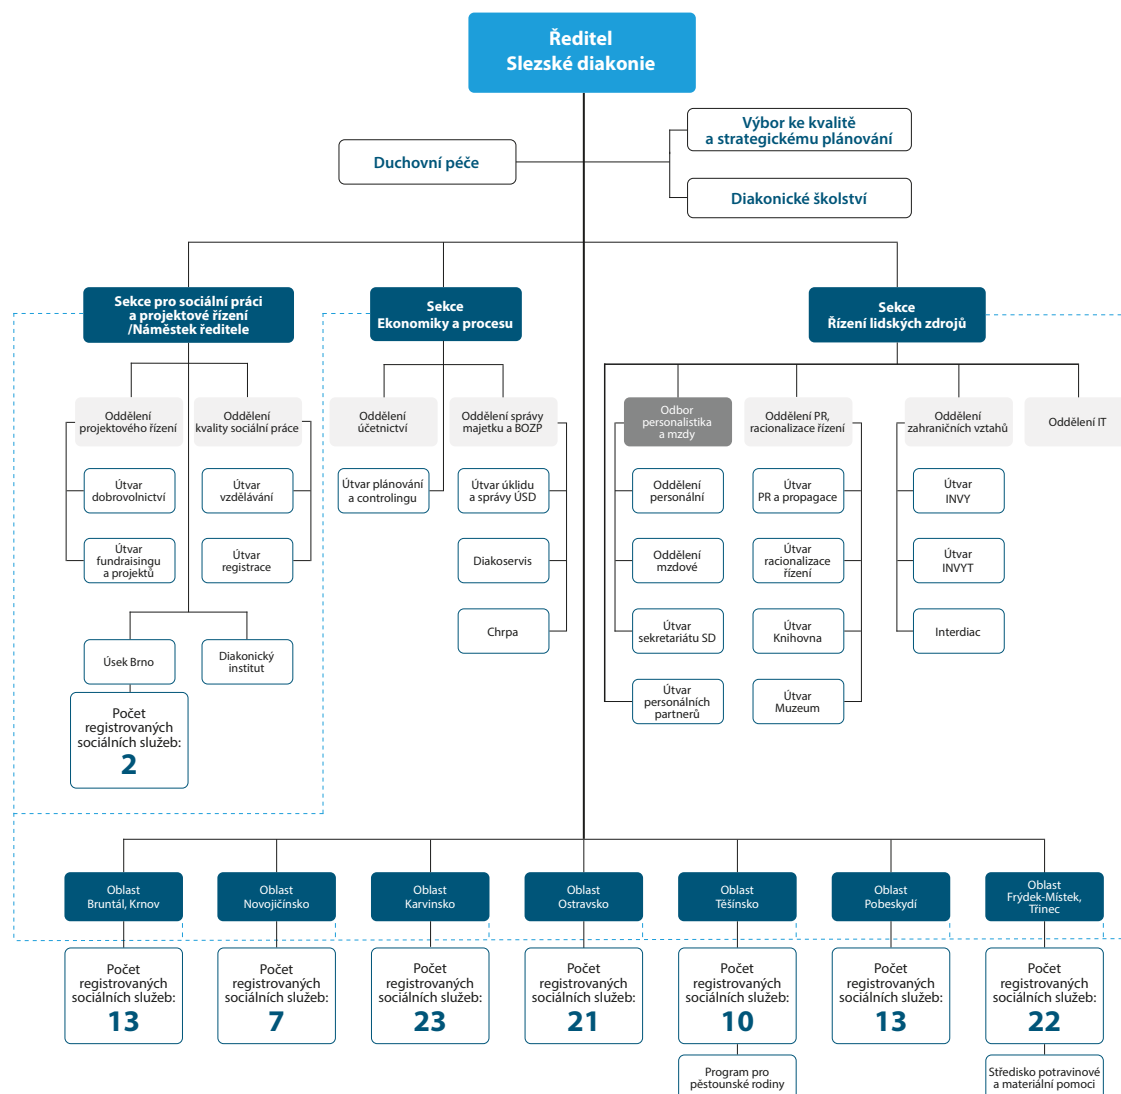 Ředitel
Slezské diakonie
Výbor ke kvalitě
a strategickému plánování
Duchovní péče
Diakonické školství
Sekce pro sociální práci
a projektové řízení
/Náměstek ředitele
Sekce
Ekonomiky a procesu
Sekce
Řízení lidských zdrojů
Oddělení
projektového řízení
Oddělení
kvality sociální práce
Oddělení
účetnictví
Oddělení správy
majetku a BOZP
Odbor
personalistika
a mzdy
Oddělení PR,
racionalizace řízení
Oddělení
zahraničních vztahů
Oddělení IT
Útvar
dobrovolnictví
Útvar
vzdělávání
Útvar plánování
a controlingu
Útvar úklidu
a správy ÚSD
Oddělení
personální
Útvar
PR a propagace
Útvar
INVY
Útvar
fundraisingu
a projektů
Útvar
registrace
Diakoservis
Oddělení
mzdové
Útvar
racionalizace
řízení
Útvar
INVYT
Chrpa
Útvar
sekretariátu SD
Útvar
Knihovna
Interdiac
Úsek Brno
Diakonický
institut
Útvar
personálních
partnerů
Útvar
Muzeum
Počet
registrovaných
sociálních služeb:
2
Oblast
Bruntál, Krnov
Oblast
Novojičínsko
Oblast
Karvinsko
Oblast
Ostravsko
Oblast
Těšínsko
Oblast
Pobeskydí
Oblast
Frýdek-Místek,
Třinec
Počet
registrovaných
sociálních služeb:
13
Počet
registrovaných
sociálních služeb:
7
Počet
registrovaných
sociálních služeb:
23
Počet
registrovaných
sociálních služeb:
21
Počet
registrovaných
sociálních služeb:
10
Počet
registrovaných
sociálních služeb:
13
Počet
registrovaných
sociálních služeb:
22
Program pro
pěstounské rodiny
Středisko potravinové
a materiální pomoci